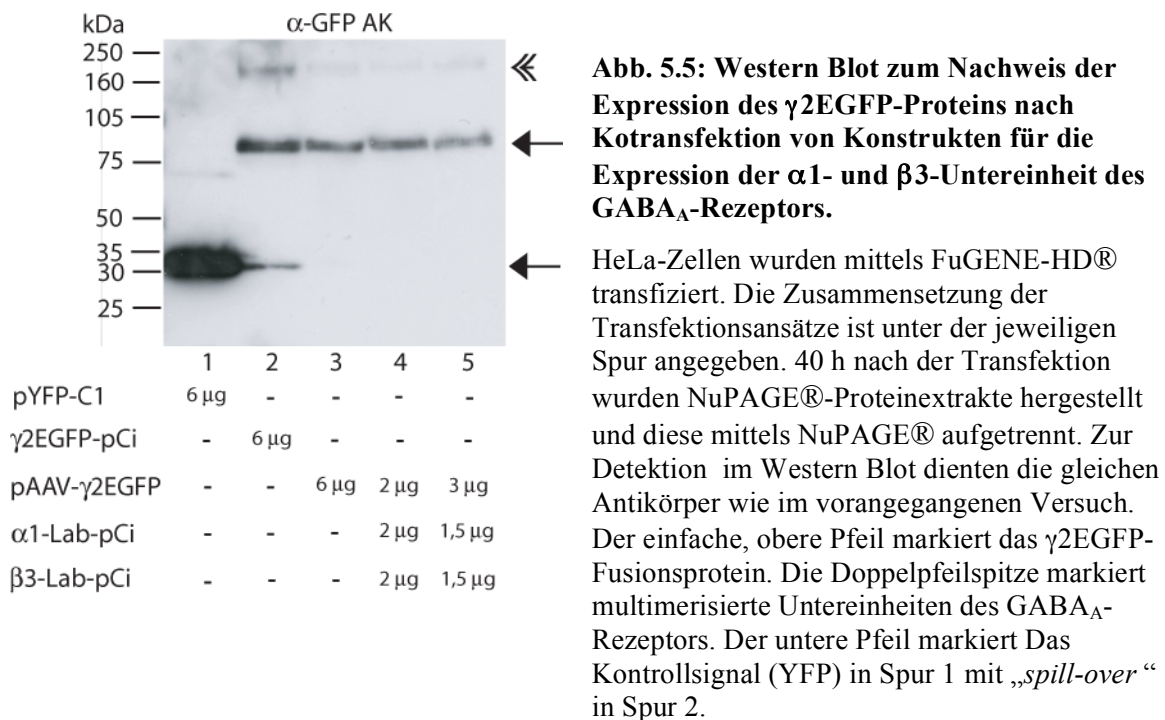 kDa
α-GFP AK
250
160
105
75
50
35
30
25
1 2 3 4 5
pYFP-C1 6 µg - - - -
γ2EGFP-pCi - 6 µg - - -
pAAV-γ2EGFP - - 6 µg 2 µg 3 µg
α1-Lab-pCi - - - 2 µg 1,5 µg
β3-Lab-pCi - - - 2 µg 1,5 µg
Abb. 5.5: Western Blot zum Nachweis der
Expression des γ2EGFP-Proteins nach
Kotransfektion von Konstrukten für die
Expression der α1- und β3-Untereinheit des
GABAA-Rezeptors.
HeLa-Zellen wurden mittels FuGENE-HD®
transfiziert. Die Zusammensetzung der
Transfektionsansätze ist unter der jeweiligen
Spur angegeben. 40 h nach der Transfektion
wurden NuPAGE®-Proteinextrakte hergestellt
und diese mittels NuPAGE® aufgetrennt. Zur
Detektion im Western Blot dienten die gleichen
Antikörper wie im vorangegangenen Versuch.
Der einfache, obere Pfeil markiert das γ2EGFP-
Fusionsprotein. Die Doppelpfeilspitze markiert
multimerisierte Untereinheiten des GABAA-
Rezeptors. Der untere Pfeil markiert Das
Kontrollsignal (YFP) in Spur 1 mit „spill-over “
in Spur 2.